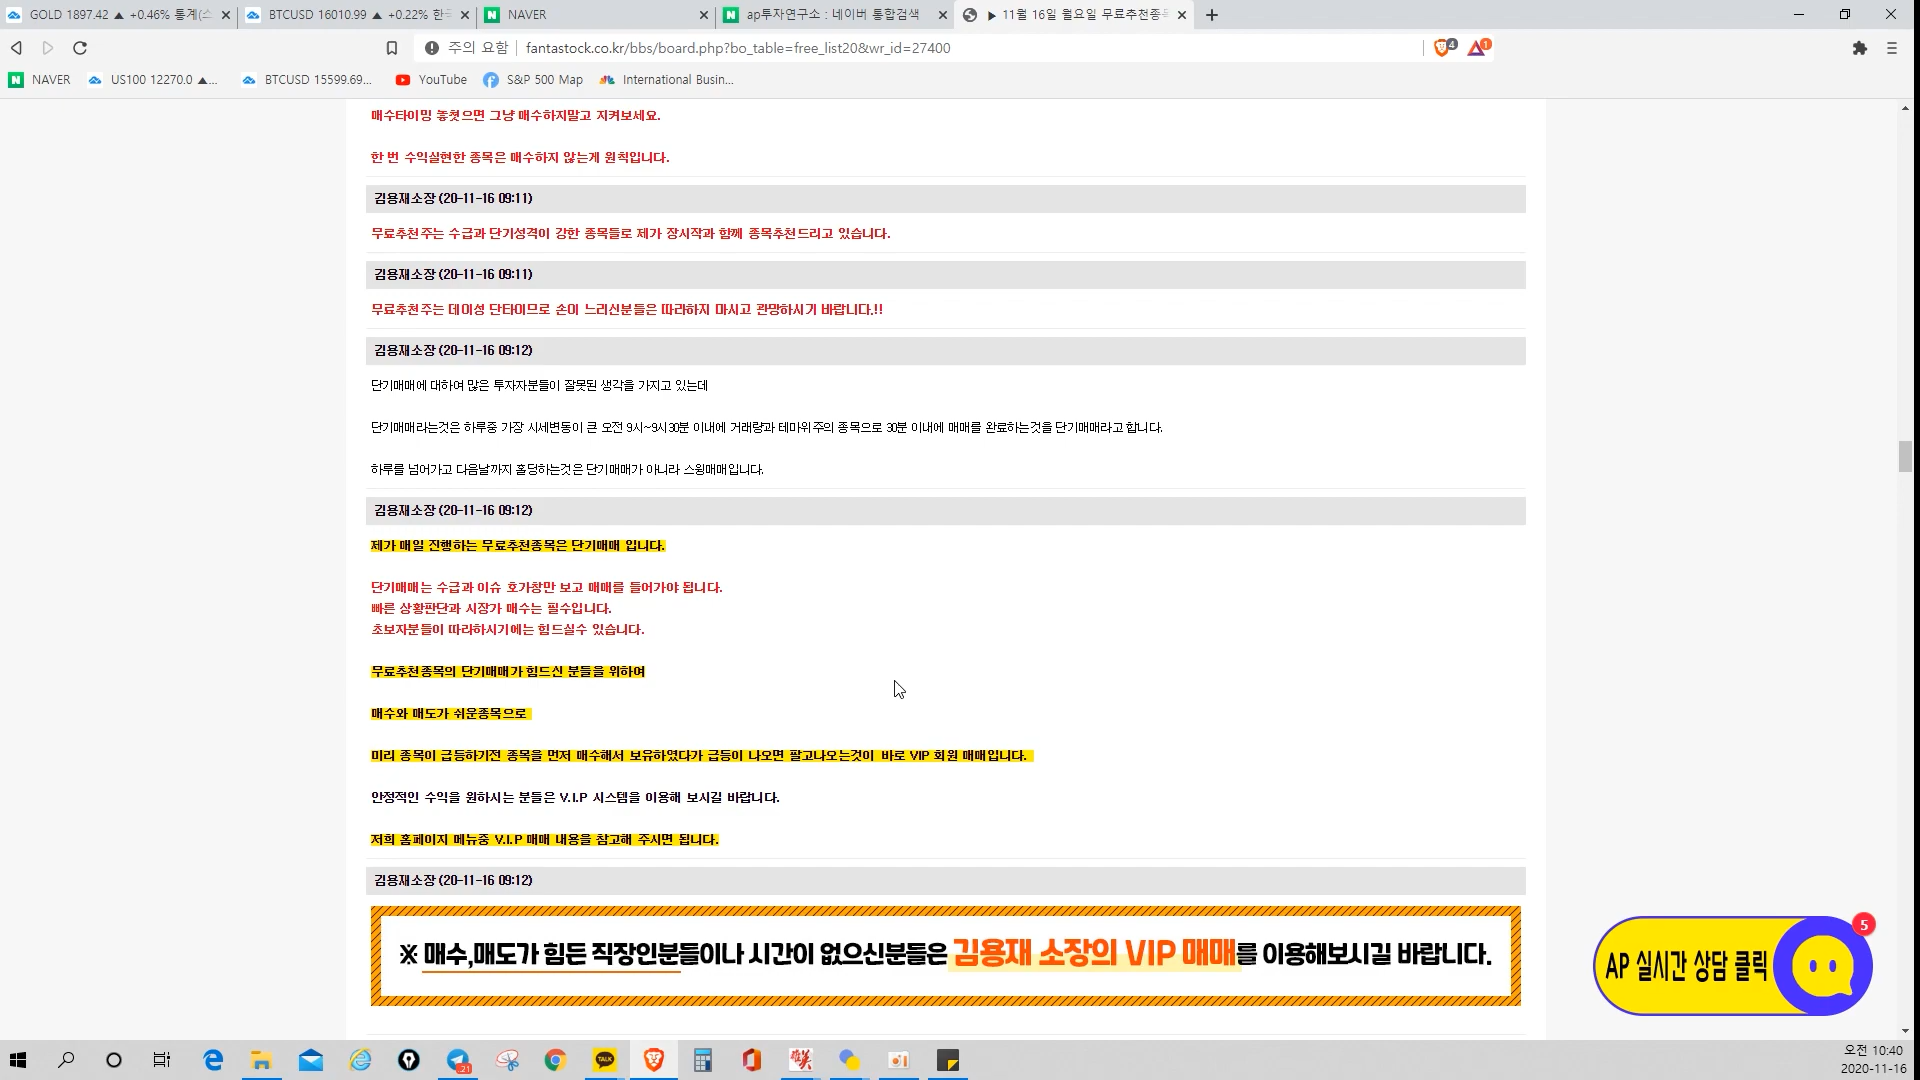 GOLD 1897.42 ▲ +0.46% 통계(스
BTCUSD 16010.99 ▲ +0.22% 한국
NAVER
ap투자연구소 : 네이버 통합검색
▶ 11월 16일 월요일 무료추천종목
주의 요함
fantastock.co.kr/bbs/board.php?bo_table=free_list20&wr_id=27400
4
1
NAVER
US100 12270.0 ▲...
BTCUSD 15599.69...
YouTube
S&P 500 Map
International Busin...
매수타이밍 놓쳣으면 그냥 매수하지말고 지켜보세요.
한 번 수익실현한 종목은 매수하지 않는게 원칙입니다.
김용재소장 (20-11-16 09:11)
무료추천주는 수급과 단기성격이 강한 종목들로 제가 장시작과 함께 종목추천드리고 있습니다.
김용재소장 (20-11-16 09:11)
무료추천주는 데이성 단타이므로 손이 느리신분들은 따라하지 마시고 관망하시기 바랍니다.!!
김용재소장 (20-11-16 09:12)
단기매매에 대하여 많은 투자자분들이 잘못된 생각을 가지고 있는데
단기매매라는것은 하루중 가장 시세변동이 큰 오전 9시~9시30분 이내에 거래량과 테마위주의 종목으로 30분 이내에 매매를 완료하는것을 단기매매라고 합니다.
하루를 넘어가고 다음날까지 홀딩하는것은 단기매매가 아니라 스윙매매입니다.
김용재소장 (20-11-16 09:12)
제가 매일 진행하는 무료추천종목은 단기매매 입니다.
단기매매는 수급과 이슈 호가창만 보고 매매를 들어가야 됩니다.
빠른 상황판단과 시장가 매수는 필수입니다.
초보자분들이 따라하시기에는 힘드실수 있습니다.
무료추천종목의 단기매매가 힘드신 분들을 위하여
매수와 매도가 쉬운종목으로
미리 종목이 급등하기전 종목을 먼저 매수해서 보유하였다가 급등이 나오면 팔고나오는것이 바로 VIP 회원 매매입니다.
안정적인 수익을 원하시는 분들은 V.I.P 시스템을 이용해 보시길 바랍니다.
저희 홈페이지 메뉴중 V.I.P 매매 내용을 참고해 주시면 됩니다.
김용재소장 (20-11-16 09:12)
※ 매수,매도가 힘든 직장인분들이나 시간이 없으신분들은 김용재 소장의 VIP 매매를 이용해보시길 바랍니다.
AP 실시간 상담 클릭
5
TALK
21
오전 10:40
2020-11-16